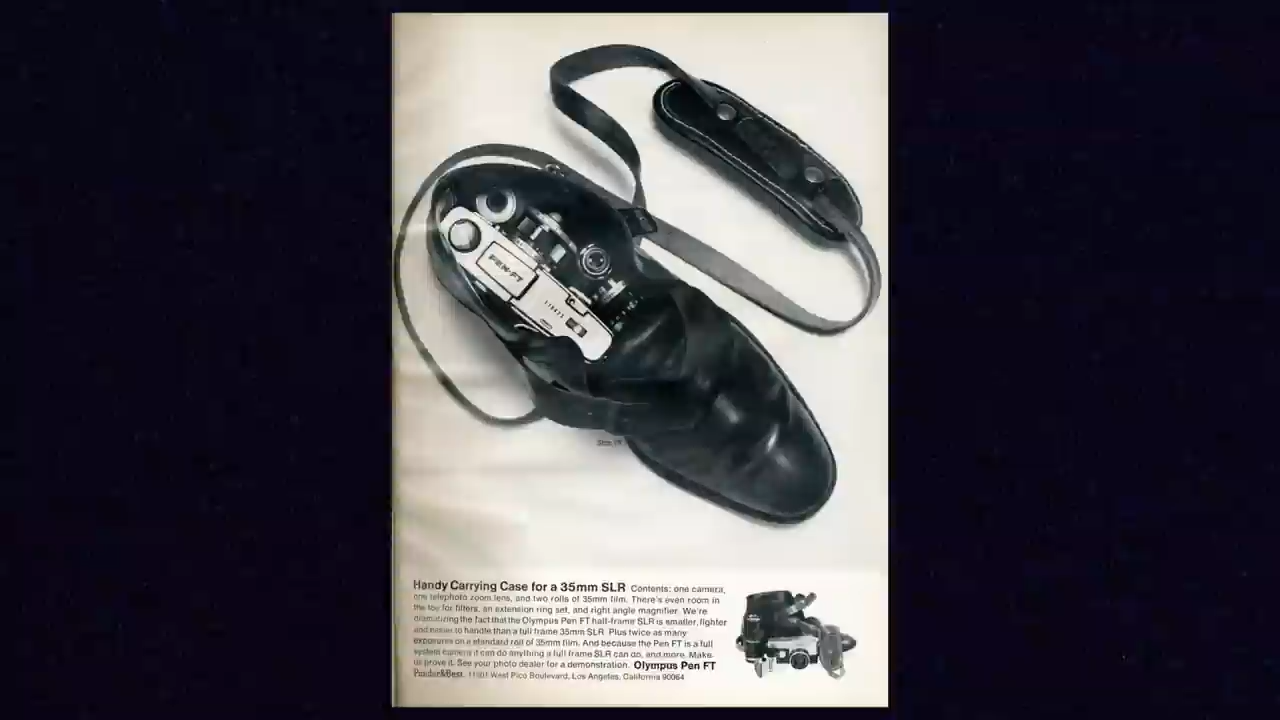 PEN-FT
Size
Handy Carrying Case for a 35mm SLR Contents: one camera,
one telephoto zoom lens, and two rolls of 35mm film. There's even room in
the toe for filters, an extension ring set, and right angle magnifier. We're
dramatizing the fact that the Olympus Pen FT half-frame SLR is smaller, lighter
and easier to handle than a full frame 35mm SLR. Plus twice as many
exposures on a standard roll of 35mm film. And because the Pen FT is a full
system camera it can do anything a full frame SLR can do, and more. Make
us prove it. See your photo dealer for a demonstration. Olympus Pen FT
Ponder&Best, 11201 West Pico Boulevard, Los Angeles, California 90064